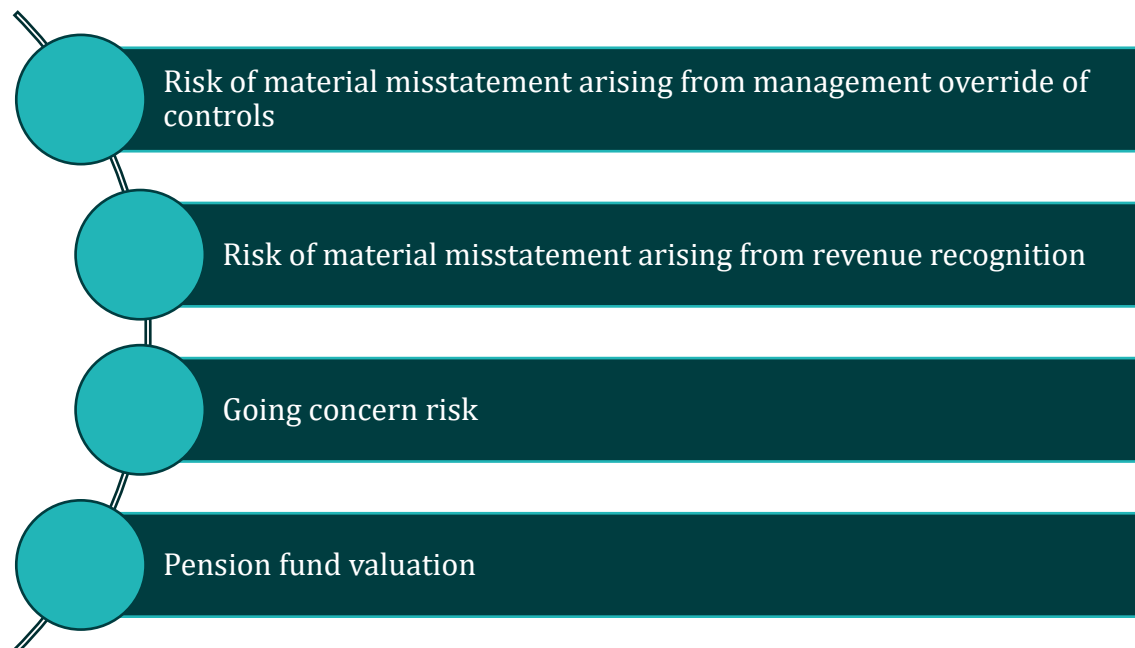 Risk of material misstatement arising from management override of
controls
Risk of material misstatement arising from revenue recognition
Going concern risk
Pension fund valuation